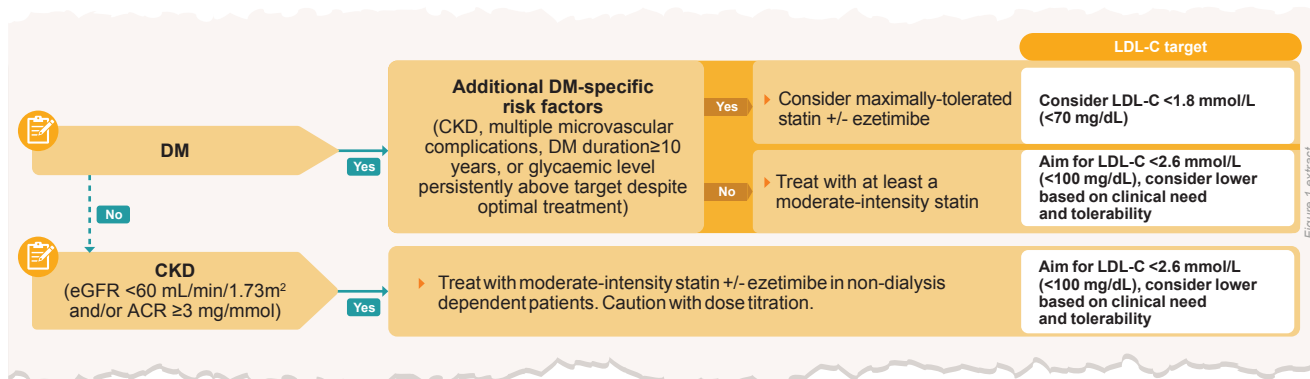 LDL-C target
DM
Yes
Additional DM-specific
risk factors
(CKD, multiple microvascular
complications, DM duration≥10
years, or glycaemic level
persistently above target despite
optimal treatment)
Yes
Consider maximally-tolerated
statin +/- ezetimibe
Consider LDL-C <1.8 mmol/L
(<70 mg/dL)
No
Treat with at least a
moderate-intensity statin
Aim for LDL-C <2.6 mmol/L
(<100 mg/dL), consider lower
based on clinical need
and tolerability
No
CKD
(eGFR <60 mL/min/1.73m²
and/or ACR ≥3 mg/mmol)
Yes
Treat with moderate-intensity statin +/- ezetimibe in non-dialysis
dependent patients. Caution with dose titration.
Aim for LDL-C <2.6 mmol/L
(<100 mg/dL), consider lower
based on clinical need
and tolerability
Figure 1 extract